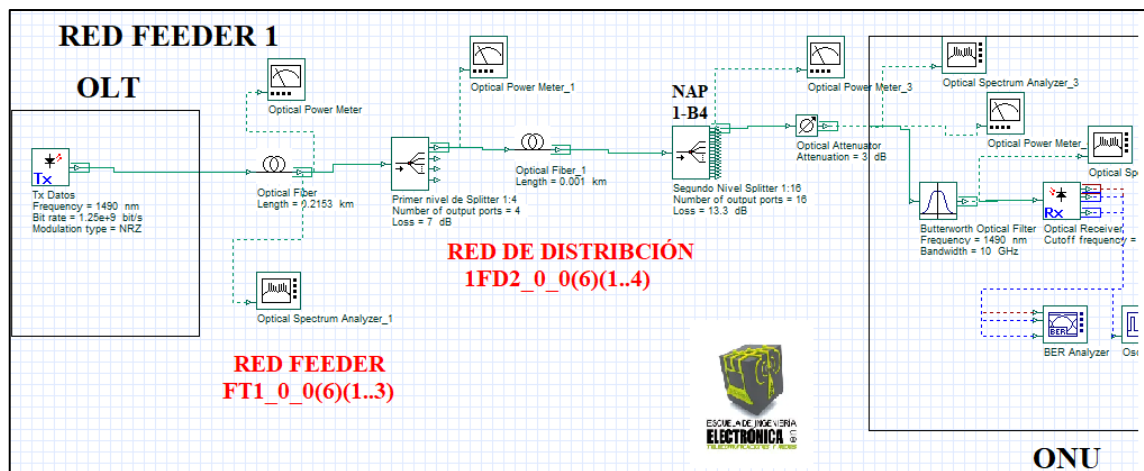 RED FEEDER 1
OLT
Optical Power Meter
Optical Power Meter_1
NAP
1-B4
Optical Power Meter_3
Optical Spectrum Analyzer_3
Optical Power Meter_
Optical Spe
Tx
Tx Datos
Frequency = 1490 nm
Bit rate = 1.25e+9 bit/s
Modulation type = NRZ
Optical Fiber
Length = 0.2153 km
Primer nivel de Splitter 1:4
Number of output ports = 4
Loss = 7 dB
Optical Fiber_1
Length = 0.001 km
Segundo Nivel Splitter 1:16
Number of output ports = 16
Loss = 13.3 dB
Optical Attenuator
Attenuation = 3 dB
Butterworth Optical Filter
Frequency = 1490 nm
Bandwidth = 10 GHz
Rx
Optical Receiver
Cutoff frequency =
RED DE DISTRIBCIÓN
1FD2_0_0(6)(1..4)
Optical Spectrum Analyzer_1
RED FEEDER
FT1_0_0(6)(1..3)
BER
BER Analyzer
Osc
ESCUELA DE INGENIERÍA
ELECTRÓNICA
TELECOMUNICACIONES Y REDES
ONU